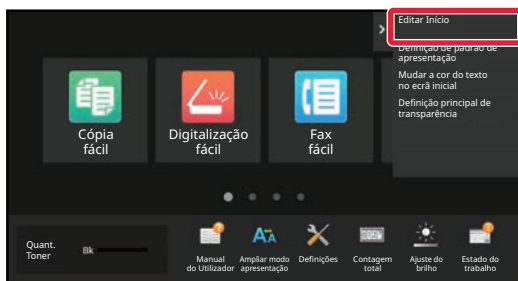 Editar Início
Definição de padrão de
apresentação
Mudar a cor do texto
no ecrã inicial
Definição principal de
transparência
Cópia
fácil
Digitalização
fácil
Fax
fácil
Quant.
Toner
Bk
Manual
do Utilizador
Ampliar modo
apresentação
Definições
Contagem
total
Ajuste do
brilho
Estado do
trabalho